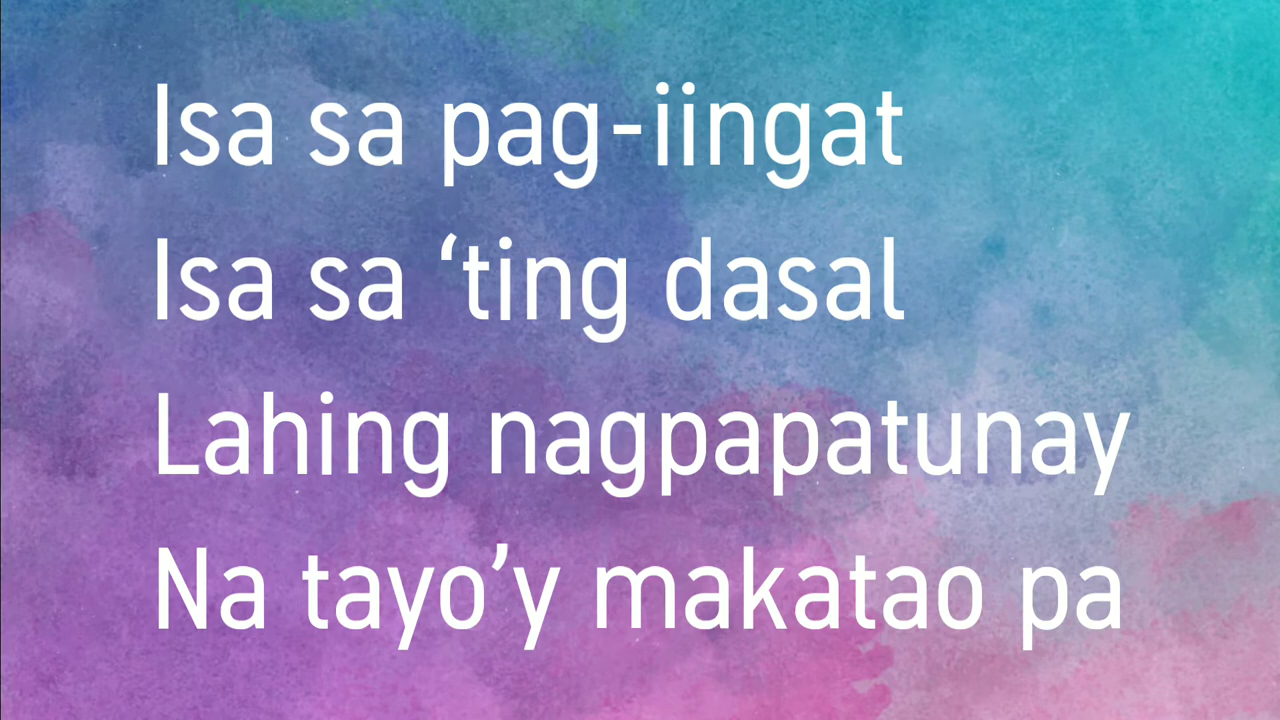 Isa sa pag-iingat
Isa sa ‘ting dasal
Lahing nagpapatunay
Na tayo’y makatao pa